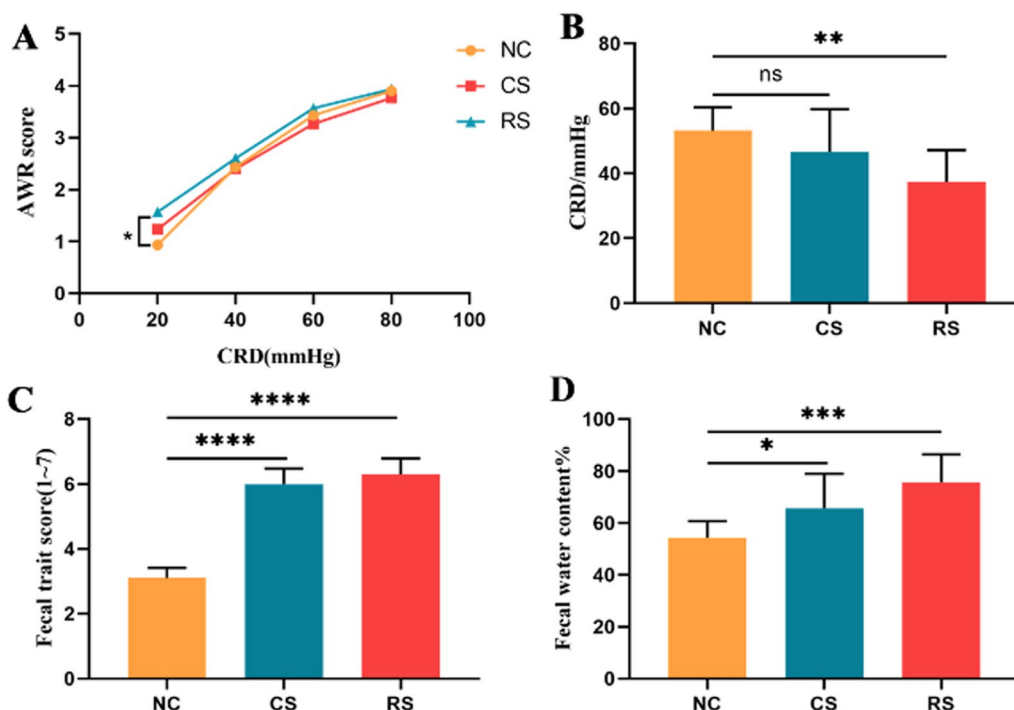 A
AWR score
5
4
3
2
1
0
*
0 20 40 60 80 100
CRD(mmHg)
NC
CS
RS
B
CRD/mmHg
80
60
40
20
0
**
ns
NC CS RS
C
Fecal trait score(1~7)
8
6
4
2
0
****
****
NC CS RS
D
Fecal water content%
100
80
60
40
20
0
***
*
NC CS RS